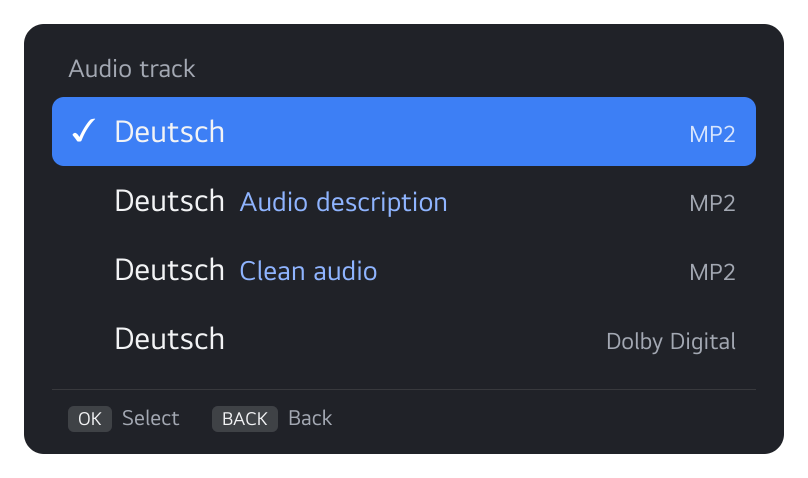 Audio track
✓ Deutsch MP2
Deutsch Audio description MP2
Deutsch Clean audio MP2
Deutsch Dolby Digital
OK Select BACK Back